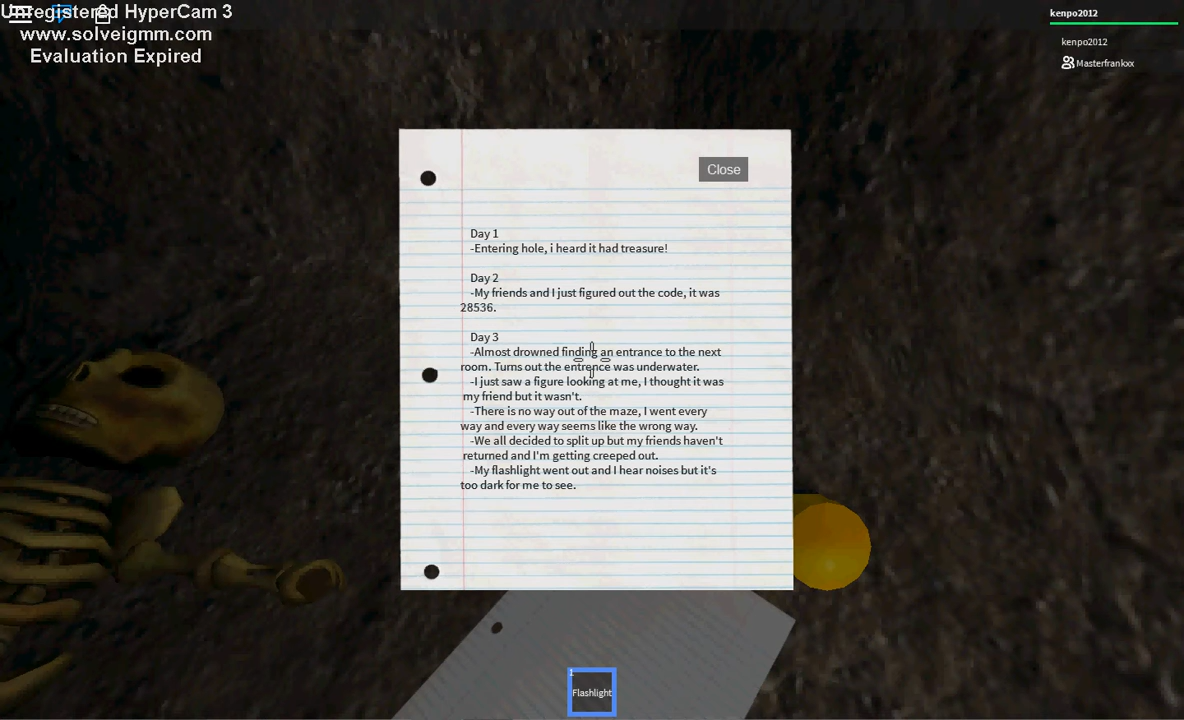 Unregistered HyperCam 3
www.solveigmm.com
Evaluation Expired
kenpo2012
kenpo2012
Masterfrankxx
Close
Day 1
-Entering hole, i heard it had treasure!
Day 2
-My friends and I just figured out the code, it was
28536.
Day 3
-Almost drowned finding an entrance to the next
room. Turns out the entrence was underwater.
-I just saw a figure looking at me, I thought it was
my friend but it wasn't.
-There is no way out of the maze, I went every
way and every way seems like the wrong way.
-We all decided to split up but my friends haven't
returned and I'm getting creeped out.
-My flashlight went out and I hear noises but it's
too dark for me to see.
1
Flashlight